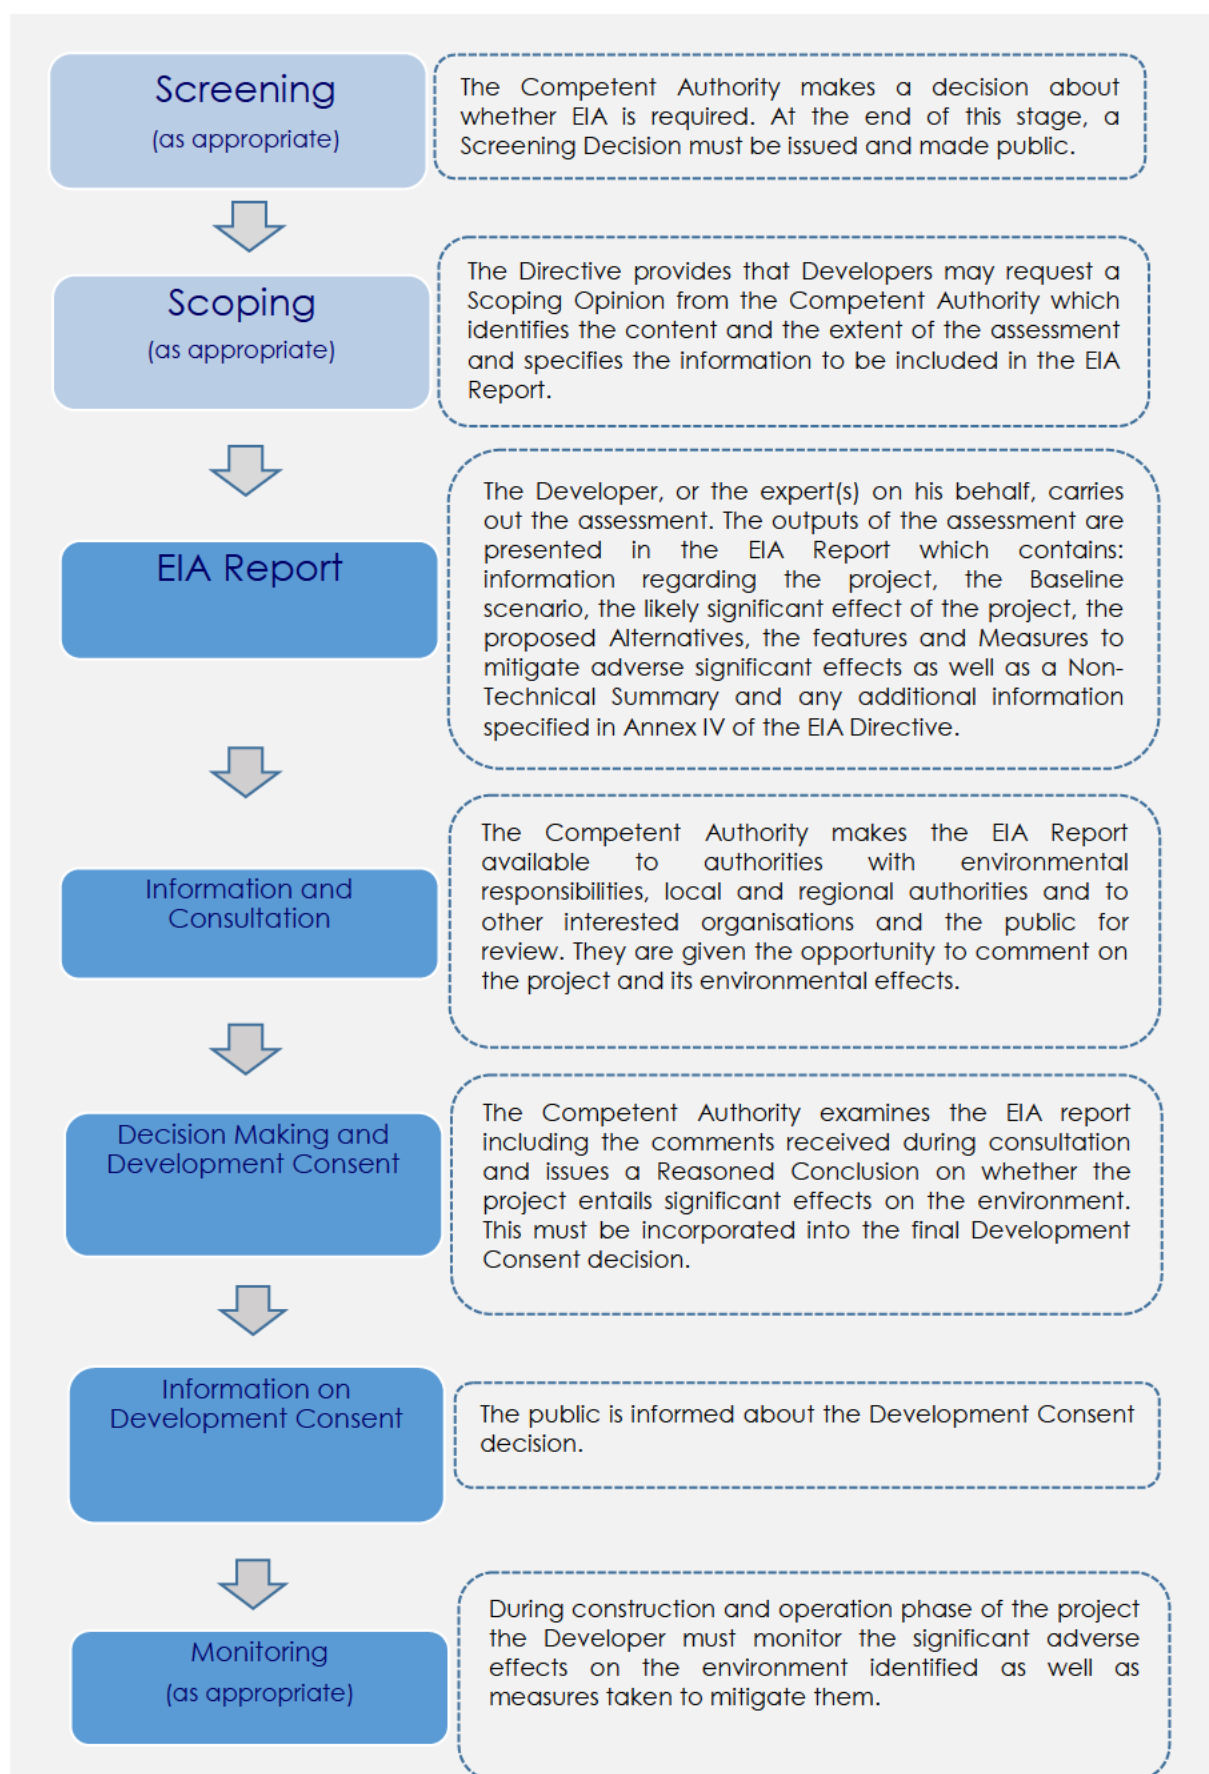 Screening
(as appropriate)
The Competent Authority makes a decision about
whether EIA is required. At the end of this stage, a
Screening Decision must be issued and made public.
Scoping
(as appropriate)
The Directive provides that Developers may request a
Scoping Opinion from the Competent Authority which
identifies the content and the extent of the assessment
and specifies the information to be included in the EIA
Report.
EIA Report
The Developer, or the expert(s) on his behalf, carries
out the assessment. The outputs of the assessment are
presented in the EIA Report which contains:
information regarding the project, the Baseline
scenario, the likely significant effect of the project, the
proposed Alternatives, the features and Measures to
mitigate adverse significant effects as well as a Non-
Technical Summary and any additional information
specified in Annex IV of the EIA Directive.
Information and
Consultation
The Competent Authority makes the EIA Report
available to authorities with environmental
responsibilities, local and regional authorities and to
other interested organisations and the public for
review. They are given the opportunity to comment on
the project and its environmental effects.
Decision Making and
Development Consent
The Competent Authority examines the EIA report
including the comments received during consultation
and issues a Reasoned Conclusion on whether the
project entails significant effects on the environment.
This must be incorporated into the final Development
Consent decision.
Information on
Development Consent
The public is informed about the Development Consent
decision.
Monitoring
(as appropriate)
During construction and operation phase of the project
the Developer must monitor the significant adverse
effects on the environment identified as well as
measures taken to mitigate them.